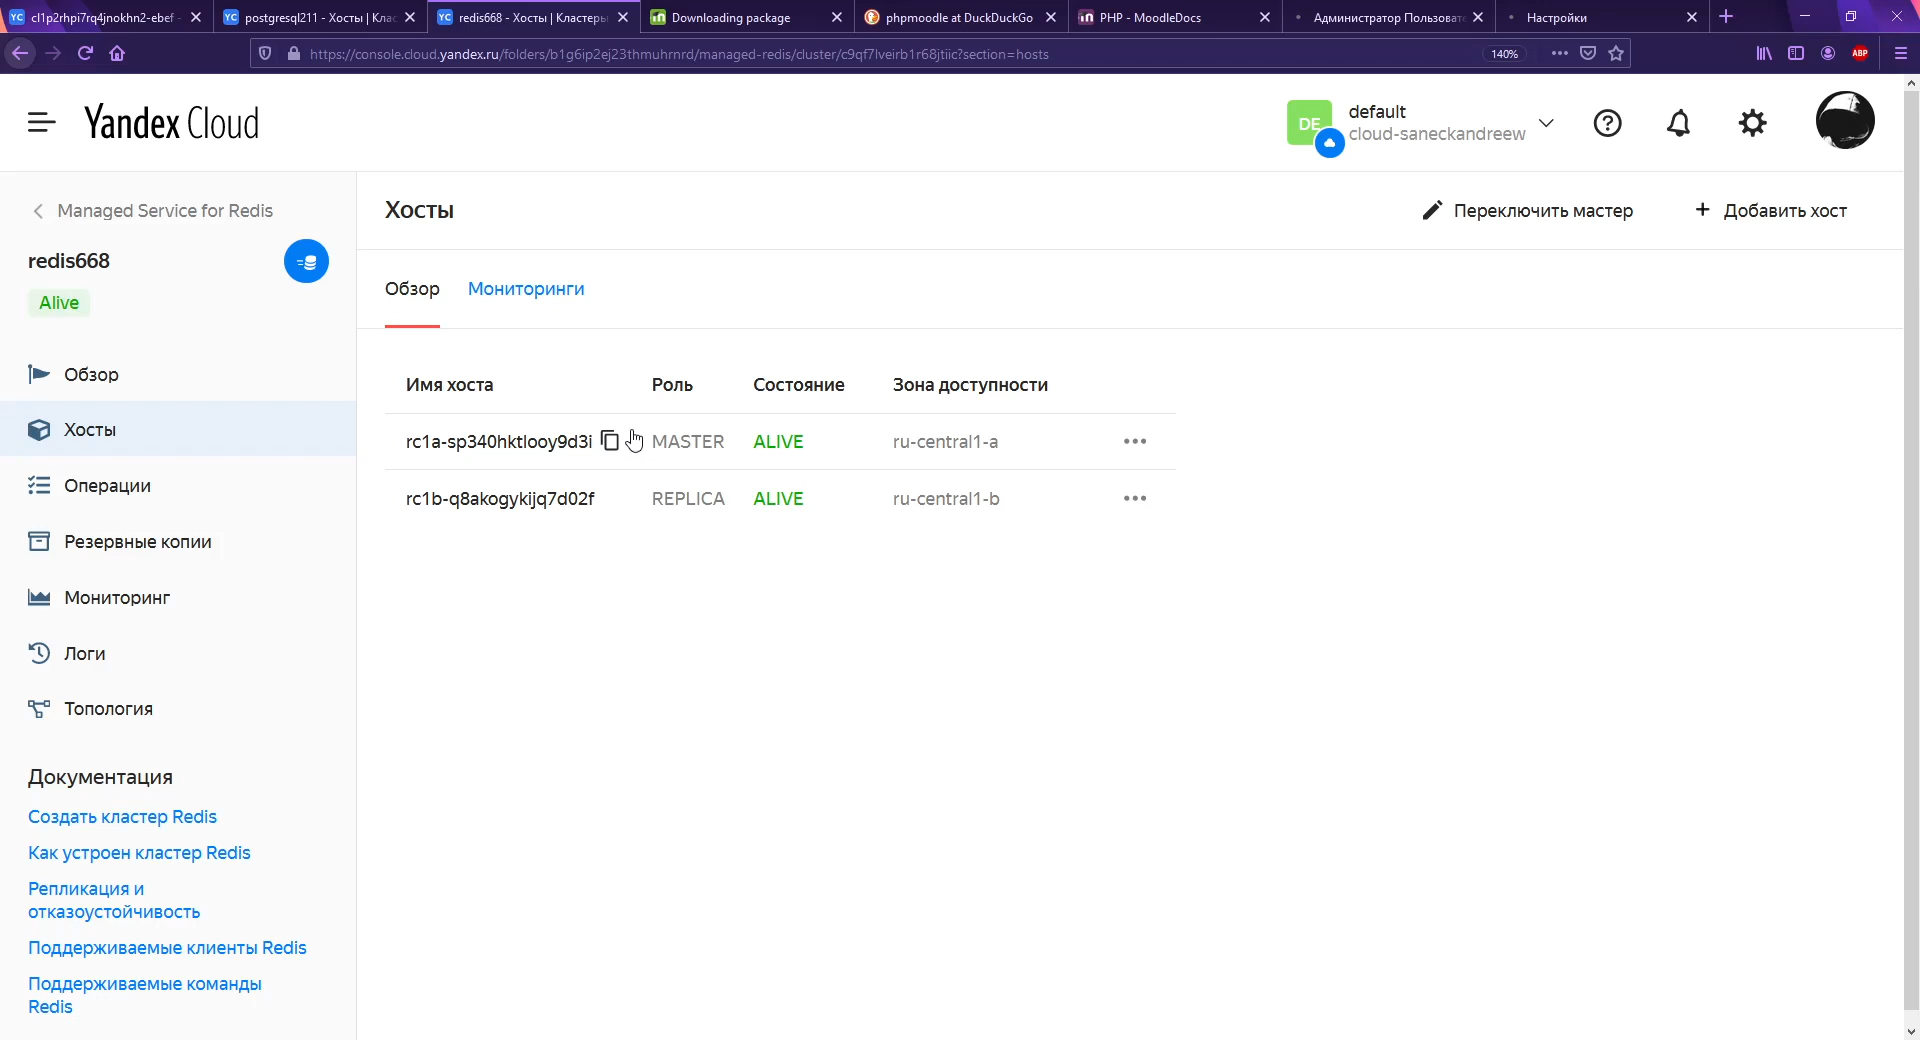 cl1p2rhpi7rq4jnokhn2-ebef -
postgresql211 - Хосты | Клас
redis668 - Хосты | Кластеры
Downloading package
phpmoodle at DuckDuckGo
PHP - MoodleDocs
Администратор Пользовате
Настройки
https://console.cloud.yandex.ru/folders/b1g6ip2ej23thmuhrnrd/managed-redis/cluster/c9qf7lveirb1r68jtiic?section=hosts
140%
ABP
Yandex Cloud
DE
default
cloud-saneckandreew
Managed Service for Redis
redis668
Alive
Обзор
Хосты
Операции
Резервные копии
Мониторинг
Логи
Топология
Документация
Создать кластер Redis
Как устроен кластер Redis
Репликация и
отказоустойчивость
Поддерживаемые клиенты Redis
Поддерживаемые команды
Redis
Хосты
Переключить мастер
Добавить хост
Обзор Мониторинги
Имя хоста Роль Состояние Зона доступности
rc1a-sp340hktlooy9d3i MASTER ALIVE ru-central1-a
rc1b-q8akogykijq7d02f REPLICA ALIVE ru-central1-b